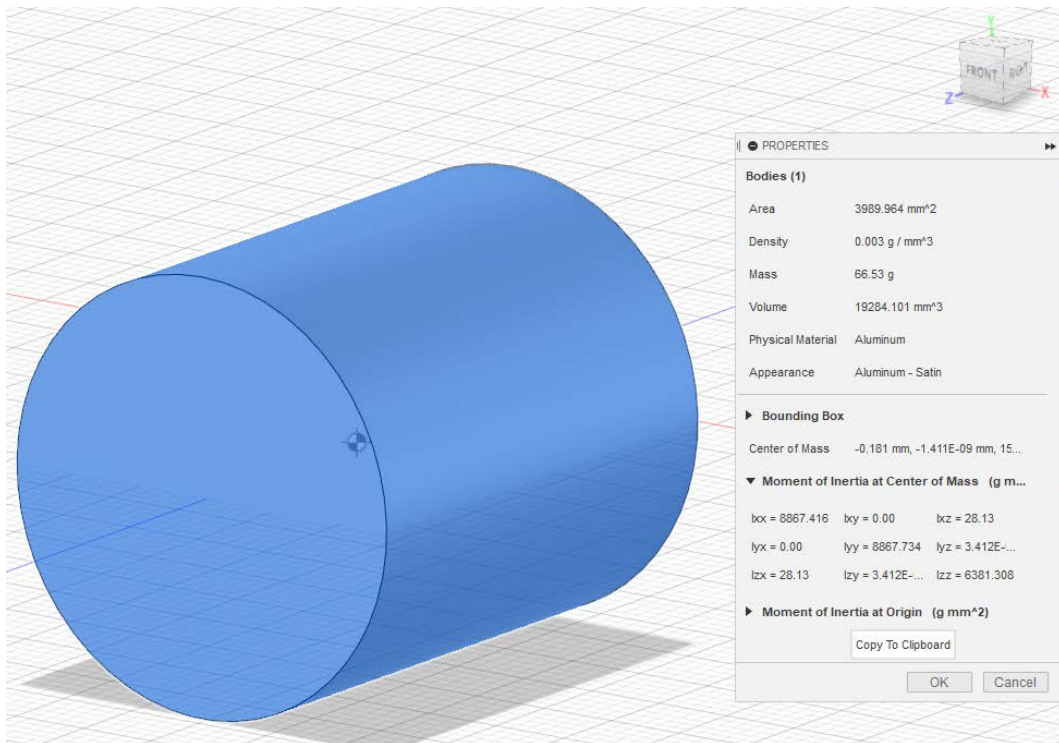 Y
FRONT
RIGHT
Z
X
PROPERTIES
Bodies (1)
Area 3989.964 mm^2
Density 0.003 g / mm^3
Mass 66.53 g
Volume 19284.101 mm^3
Physical Material Aluminum
Appearance Aluminum - Satin
Bounding Box
Center of Mass -0.181 mm, -1.411E-09 mm, 15...
Moment of Inertia at Center of Mass (g m...
Ixx = 8867.416 Ixy = 0.00 Ixz = 28.13
Iyx = 0.00 Iyy = 8867.734 Iyz = 3.412E-...
Izx = 28.13 Izy = 3.412E-... Izz = 6381.308
Moment of Inertia at Origin (g mm^2)
Copy To Clipboard
OK Cancel